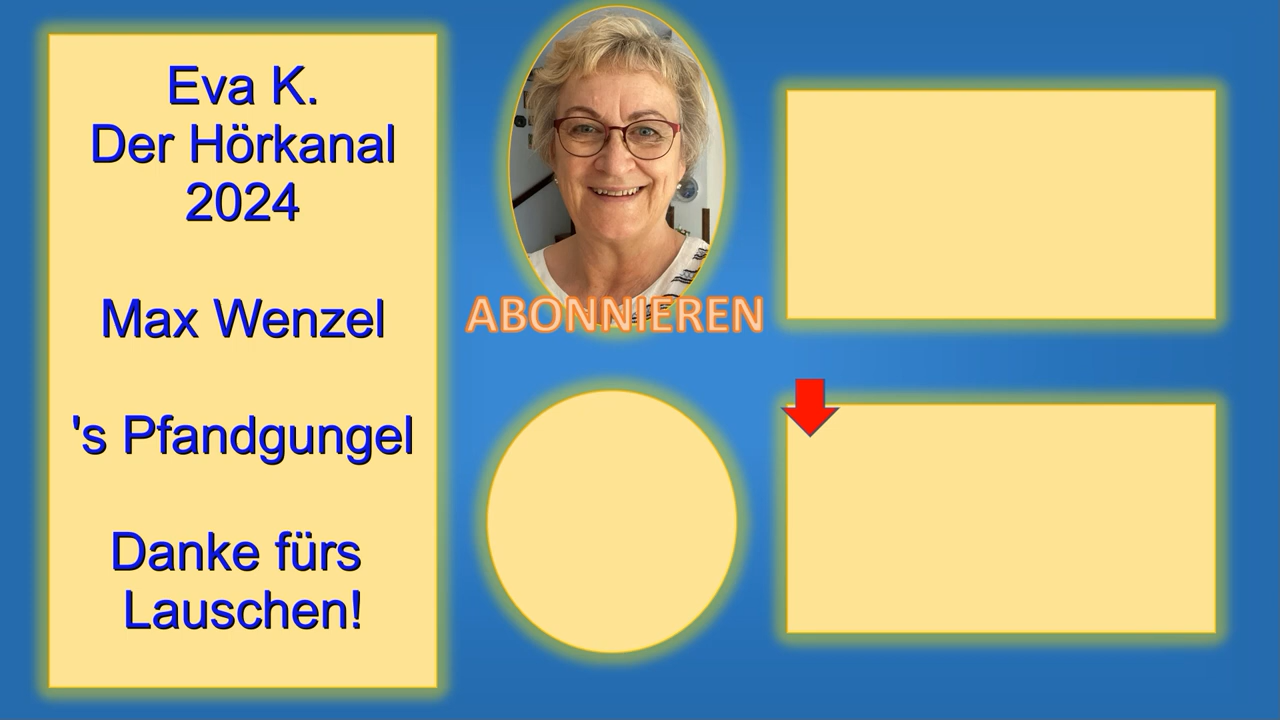 Eva K.
Der Hörkanal
2024
Max Wenzel
's Pfandgungel
Danke fürs
Lauschen!
ABONNIEREN